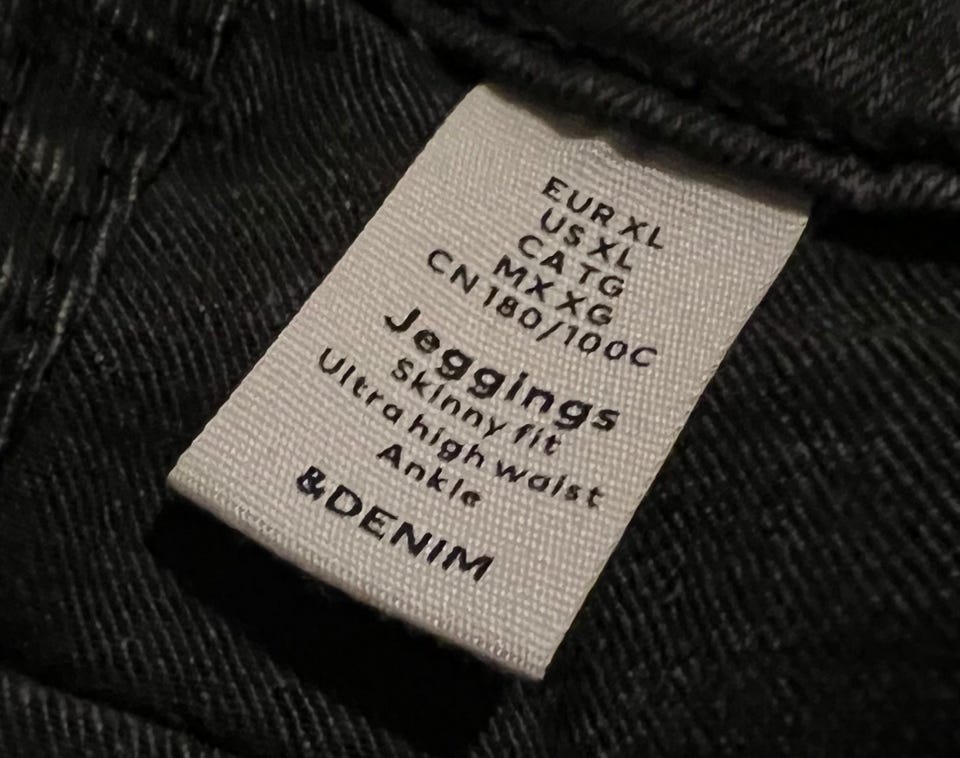 EUR XL
US XL
CA TG
MX XG
CN 180/100C
Jeggings
Skinny fit
Ultra high waist
Ankle
&DENIM